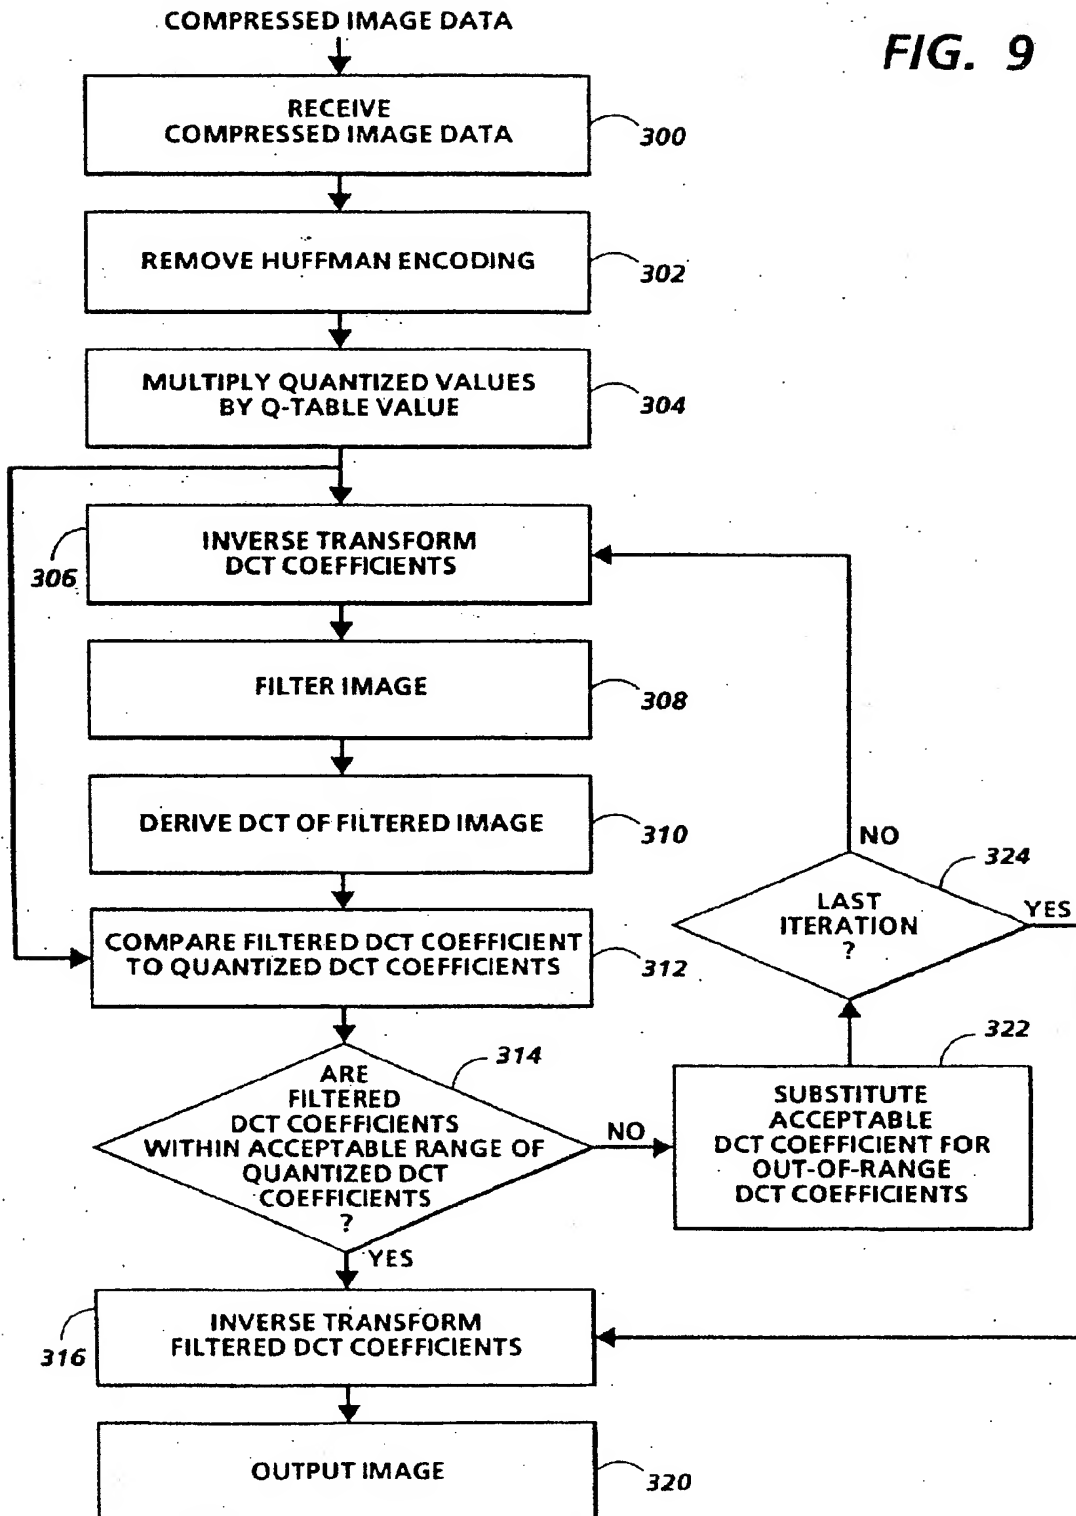 COMPRESSED IMAGE DATA
FIG. 9
RECEIVE
COMPRESSED IMAGE DATA
300
REMOVE HUFFMAN ENCODING
302
MULTIPLY QUANTIZED VALUES
BY Q-TABLE VALUE
304
INVERSE TRANSFORM
DCT COEFFICIENTS
306
FILTER IMAGE
308
DERIVE DCT OF FILTERED IMAGE
310
COMPARE FILTERED DCT COEFFICIENT
TO QUANTIZED DCT COEFFICIENTS
312
ARE
FILTERED
DCT COEFFICIENTS
WITHIN ACCEPTABLE RANGE OF
QUANTIZED DCT
COEFFICIENTS
?
314
NO
YES
SUBSTITUTE
ACCEPTABLE
DCT COEFFICIENT FOR
OUT-OF-RANGE
DCT COEFFICIENTS
322
LAST
ITERATION
?
324
NO
YES
INVERSE TRANSFORM
FILTERED DCT COEFFICIENTS
316
OUTPUT IMAGE
320